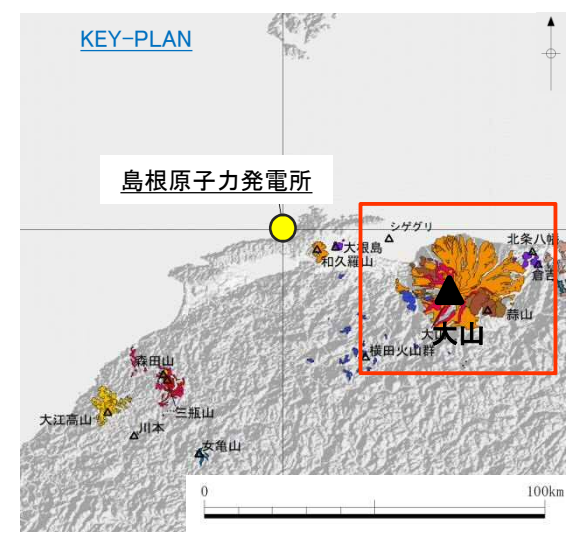 KEY-PLAN
島根原子力発電所
シゲグリ
北条八幡
大根島
和久羅山
倉吉
蒜山
大山
横田火山群
森田山
三瓶山
大江高山
川本
女亀山
0 100km